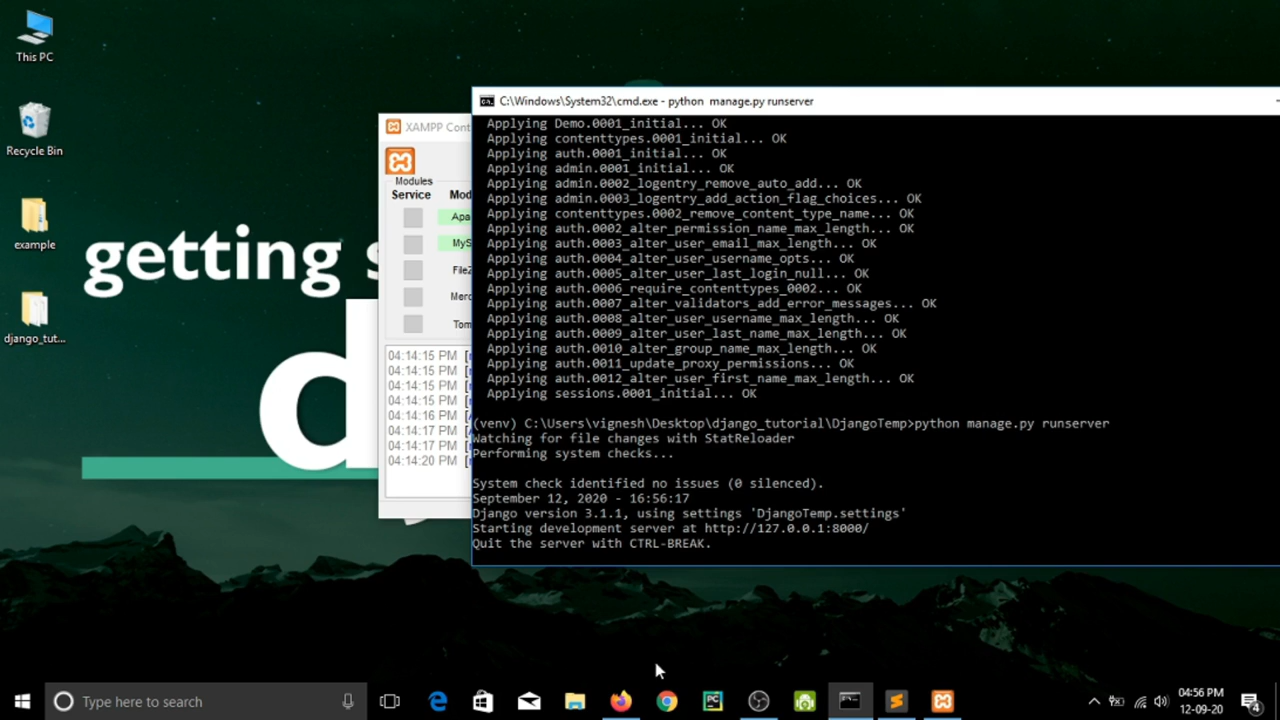 This PC
Recycle Bin
example
django_tut...
getting
d
XAMPP Cont
Modules
Service
Mod
Apa
MyS
FileZ
Merc
Tom
04:14:15 PM [
04:14:15 PM [
04:14:15 PM [
04:14:15 PM [
04:14:16 PM [
04:14:17 PM [
04:14:17 PM [
04:14:20 PM [
C:\Windows\System32\cmd.exe - python  manage.py runserver
Applying Demo.0001_initial... OK
Applying contenttypes.0001_initial... OK
Applying auth.0001_initial... OK
Applying admin.0001_initial... OK
Applying admin.0002_logentry_remove_auto_add... OK
Applying admin.0003_logentry_add_action_flag_choices... OK
Applying contenttypes.0002_remove_content_type_name... OK
Applying auth.0002_alter_permission_name_max_length... OK
Applying auth.0003_alter_user_email_max_length... OK
Applying auth.0004_alter_user_username_opts... OK
Applying auth.0005_alter_user_last_login_null... OK
Applying auth.0006_require_contenttypes_0002... OK
Applying auth.0007_alter_validators_add_error_messages... OK
Applying auth.0008_alter_user_username_max_length... OK
Applying auth.0009_alter_user_last_name_max_length... OK
Applying auth.0010_alter_group_name_max_length... OK
Applying auth.0011_update_proxy_permissions... OK
Applying auth.0012_alter_user_first_name_max_length... OK
Applying sessions.0001_initial... OK
(venv) C:\Users\vignesh\Desktop\django_tutorial\DjangoTemp>python manage.py runserver
Watching for file changes with StatReloader
Performing system checks...
System check identified no issues (0 silenced).
September 12, 2020 - 16:56:17
Django version 3.1.1, using settings 'DjangoTemp.settings'
Starting development server at http://127.0.0.1:8000/
Quit the server with CTRL-BREAK.
Type here to search
PC
04:56 PM
12-09-20
4